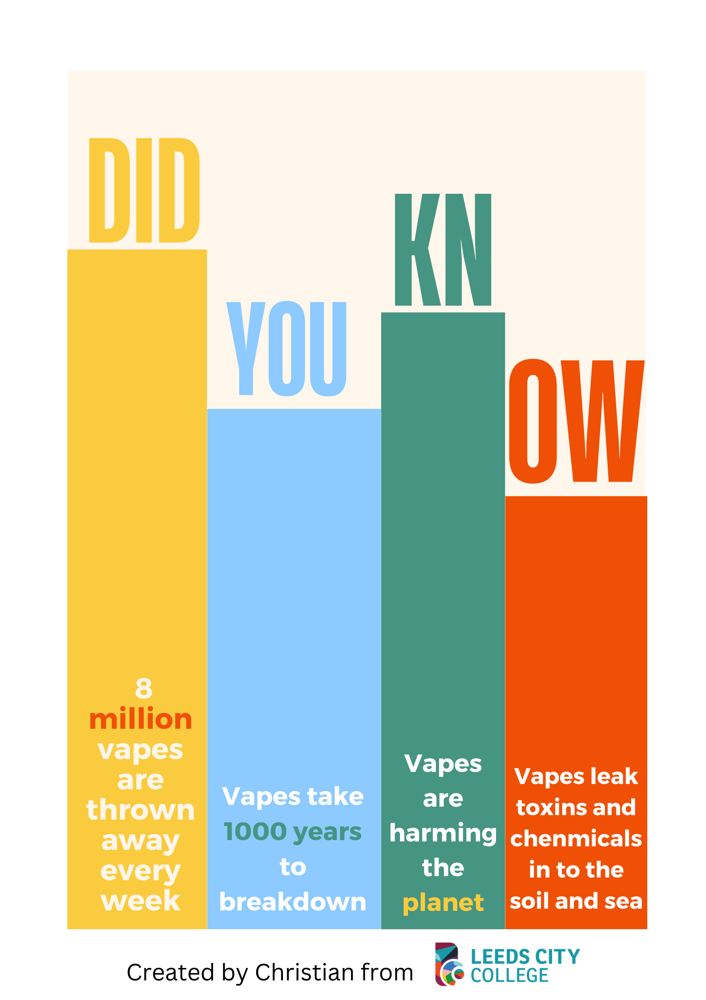 DID
YOU
KN
OW
8
million
vapes
are
thrown
away
every
week
Vapes take
1000 years
to
breakdown
Vapes
are
harming
the
planet
Vapes leak
toxins and
chenmicals
in to the
soil and sea
Created by Christian from
LEEDS CITY
COLLEGE